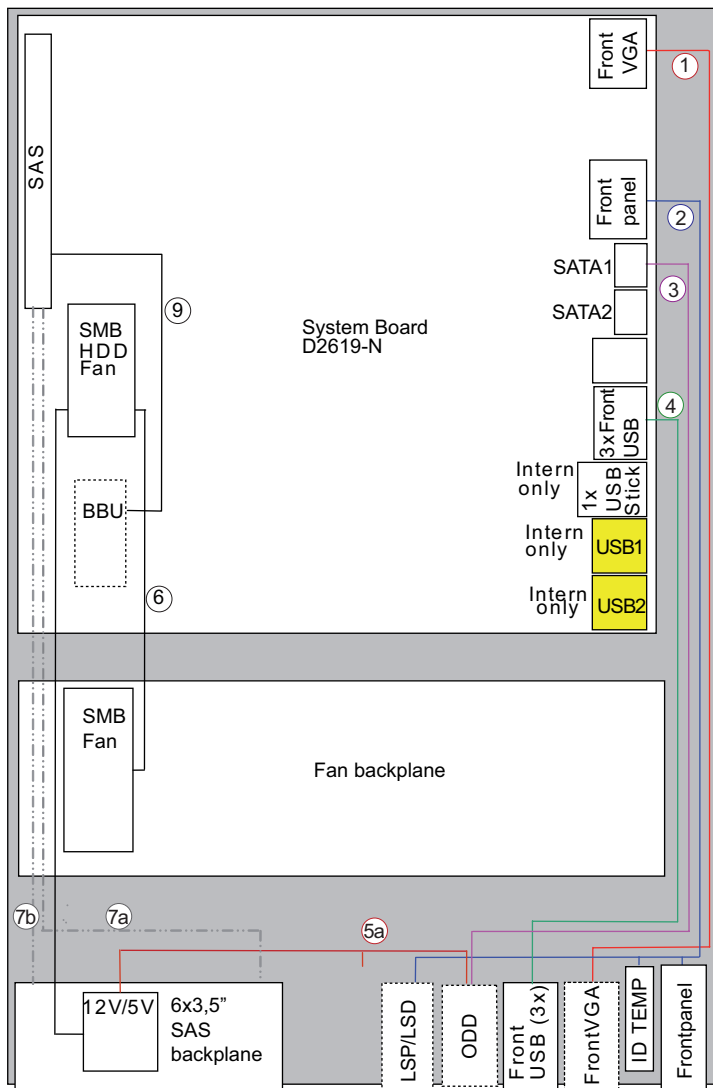 Front
VGA
1
SAS
Front
panel
2
SATA1
3
9
SMB
HDD
Fan
System Board
D2619-N
SATA2
4
3xFront
USB
Intern
only
1x
USB
Stick
BBU
Intern
only
USB1
6
Intern
only
USB2
SMB
Fan
Fan backplane
7b
7a
5a
12V/5V
6x3,5”
SAS
backplane
LSP/LSD
ODD
Front
USB (3x)
FrontVGA
ID TEMP
Frontpanel